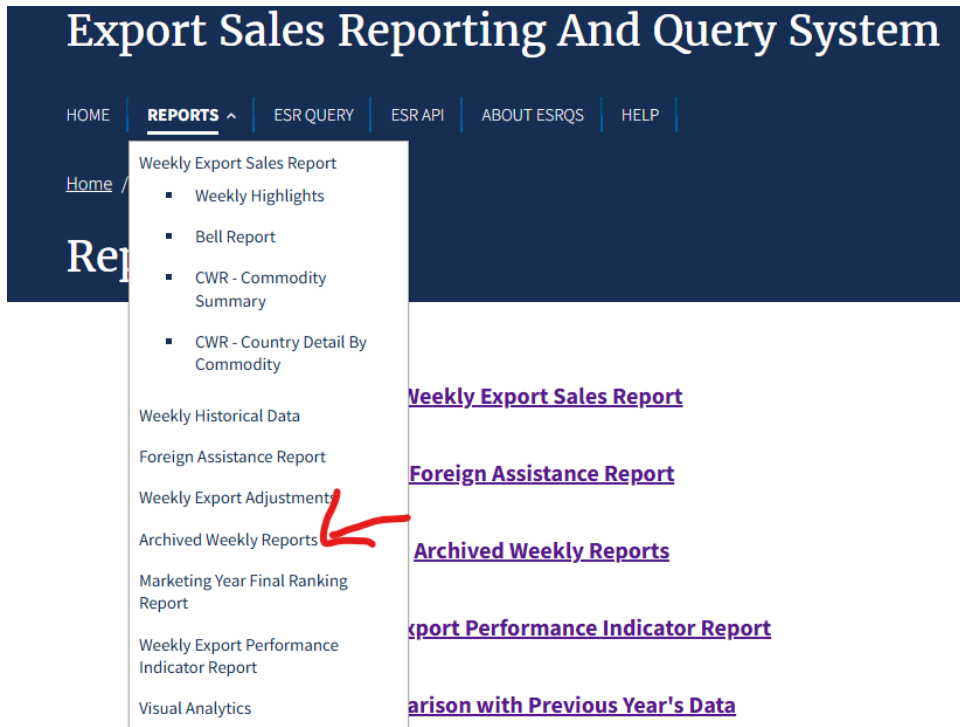 Export Sales Reporting And Query System
HOME REPORTS ESR QUERY ESR API ABOUT ESRQS HELP
Weekly Export Sales Report
Home /
Weekly Highlights
Bell Report
CWR - Commodity
Summary
CWR - Country Detail By
Commodity
Weekly Historical Data
Foreign Assistance Report
Weekly Export Adjustments
Archived Weekly Reports
Marketing Year Final Ranking
Report
Weekly Export Performance
Indicator Report
Visual Analytics
Rep
Weekly Export Sales Report
Foreign Assistance Report
Archived Weekly Reports
xport Performance Indicator Report
arison with Previous Year's Data